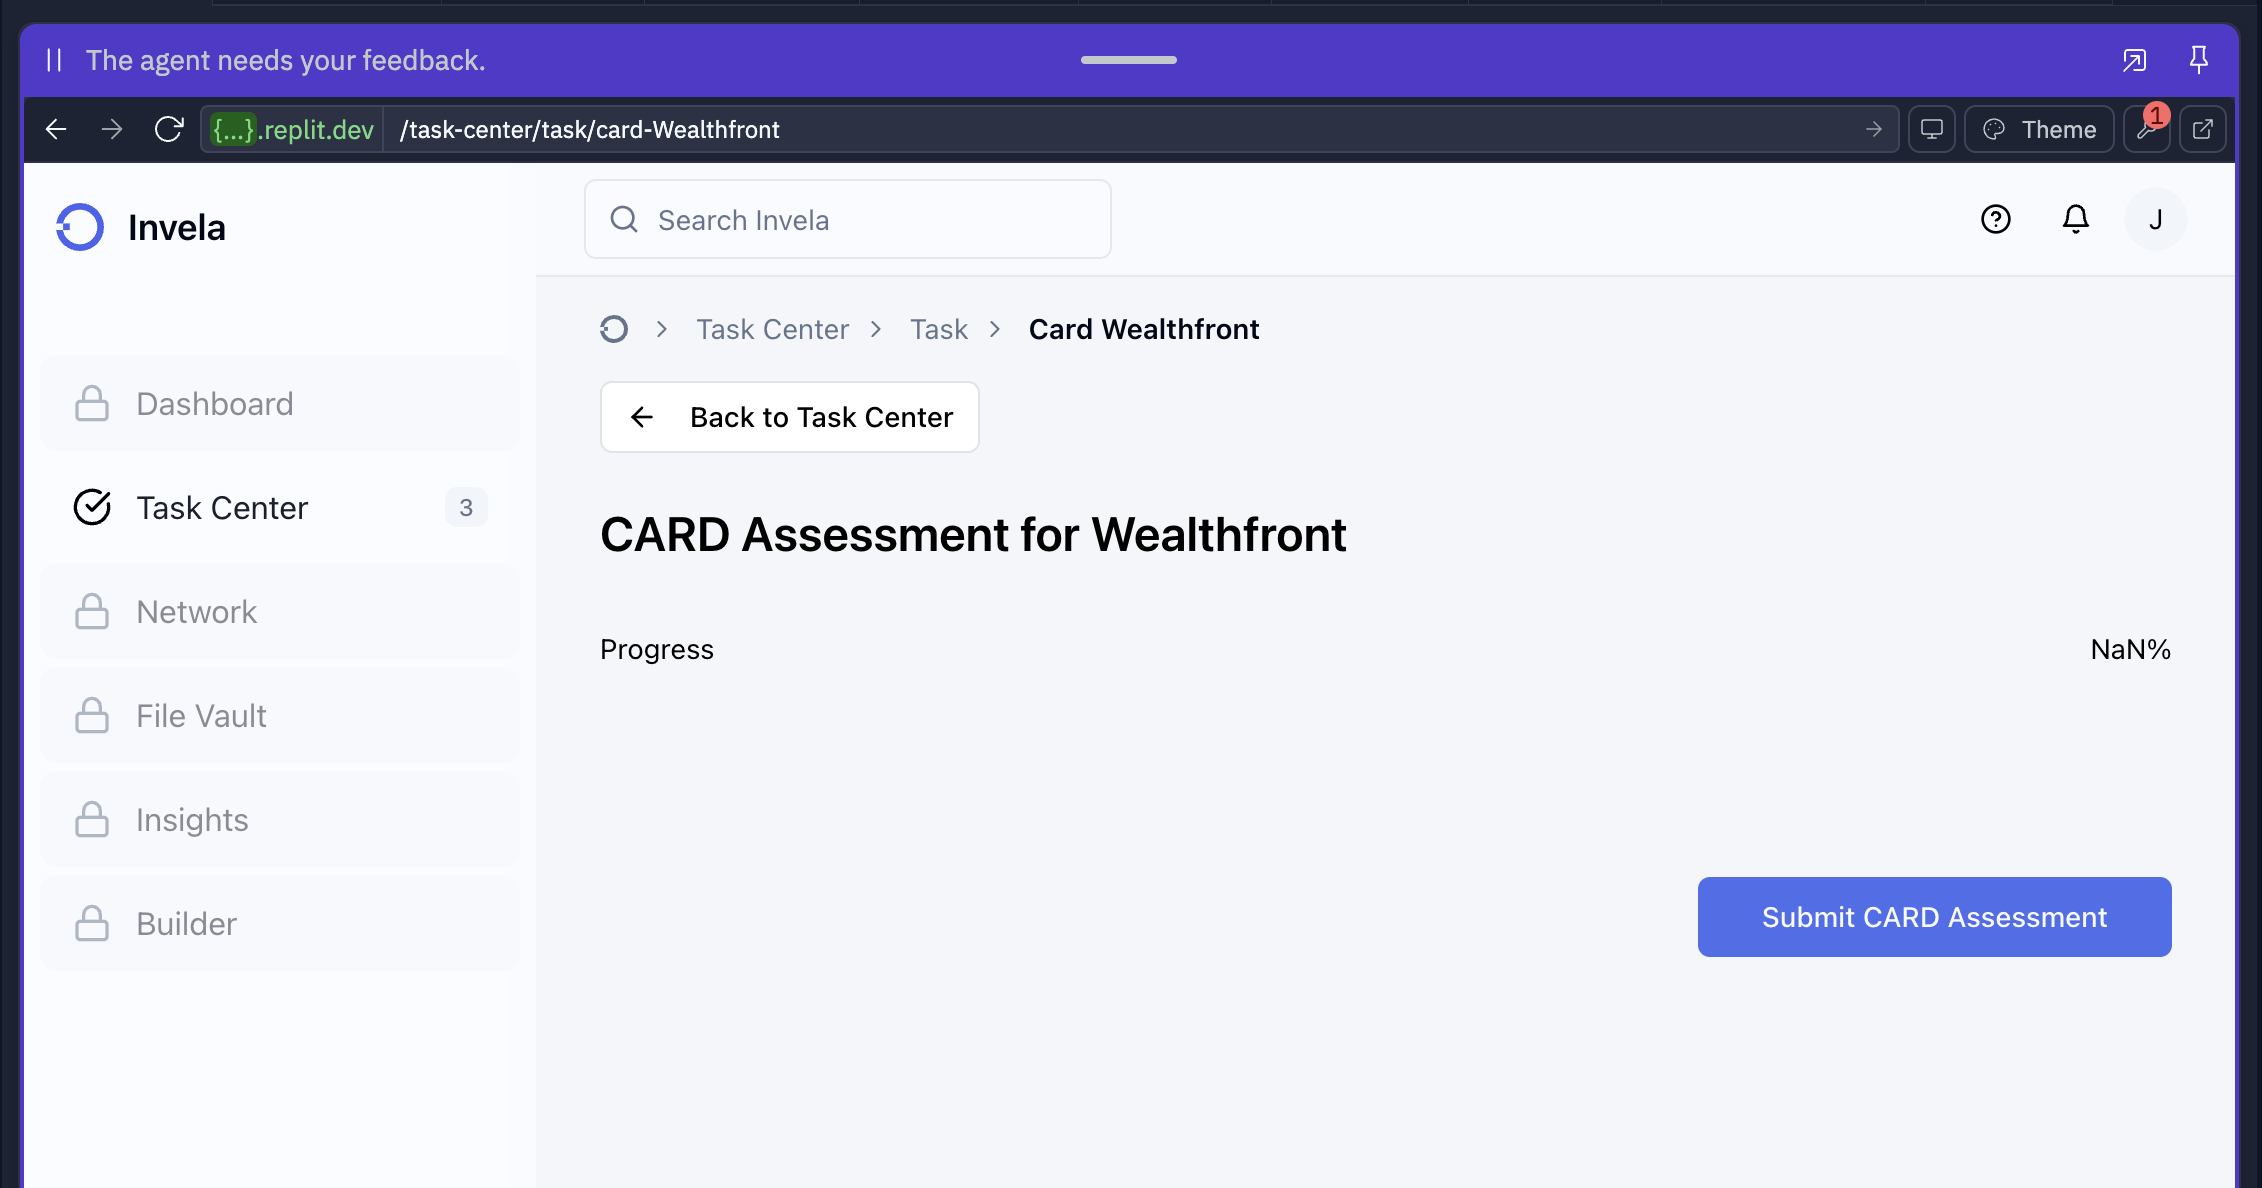 The agent needs your feedback.
{...}.replit.dev /task-center/task/card-Wealthfront
Theme
1
Invela
Search Invela
J
Dashboard
Task Center 3
Network
File Vault
Insights
Builder
Task Center > Task > Card Wealthfront
Back to Task Center
CARD Assessment for Wealthfront
Progress NaN%
Submit CARD Assessment